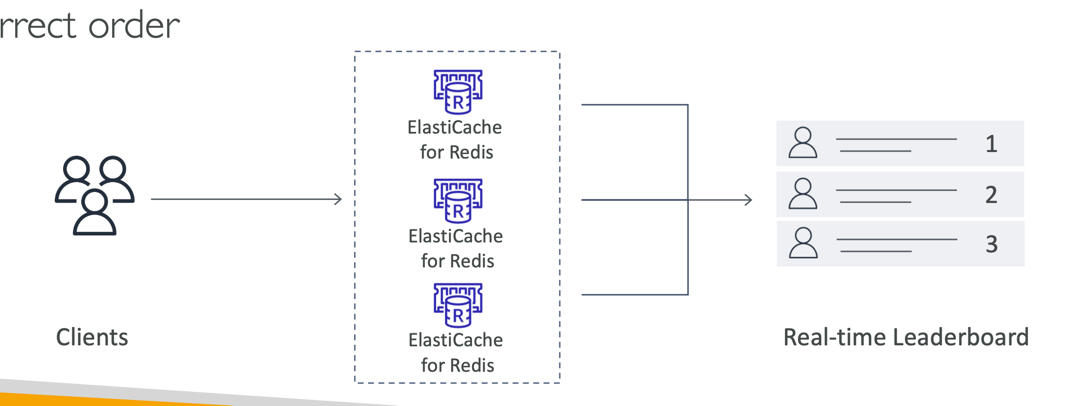 rrect order
ElastiCache
for Redis
ElastiCache
for Redis
ElastiCache
for Redis
R
R
R
1
2
3
Clients
Real-time Leaderboard